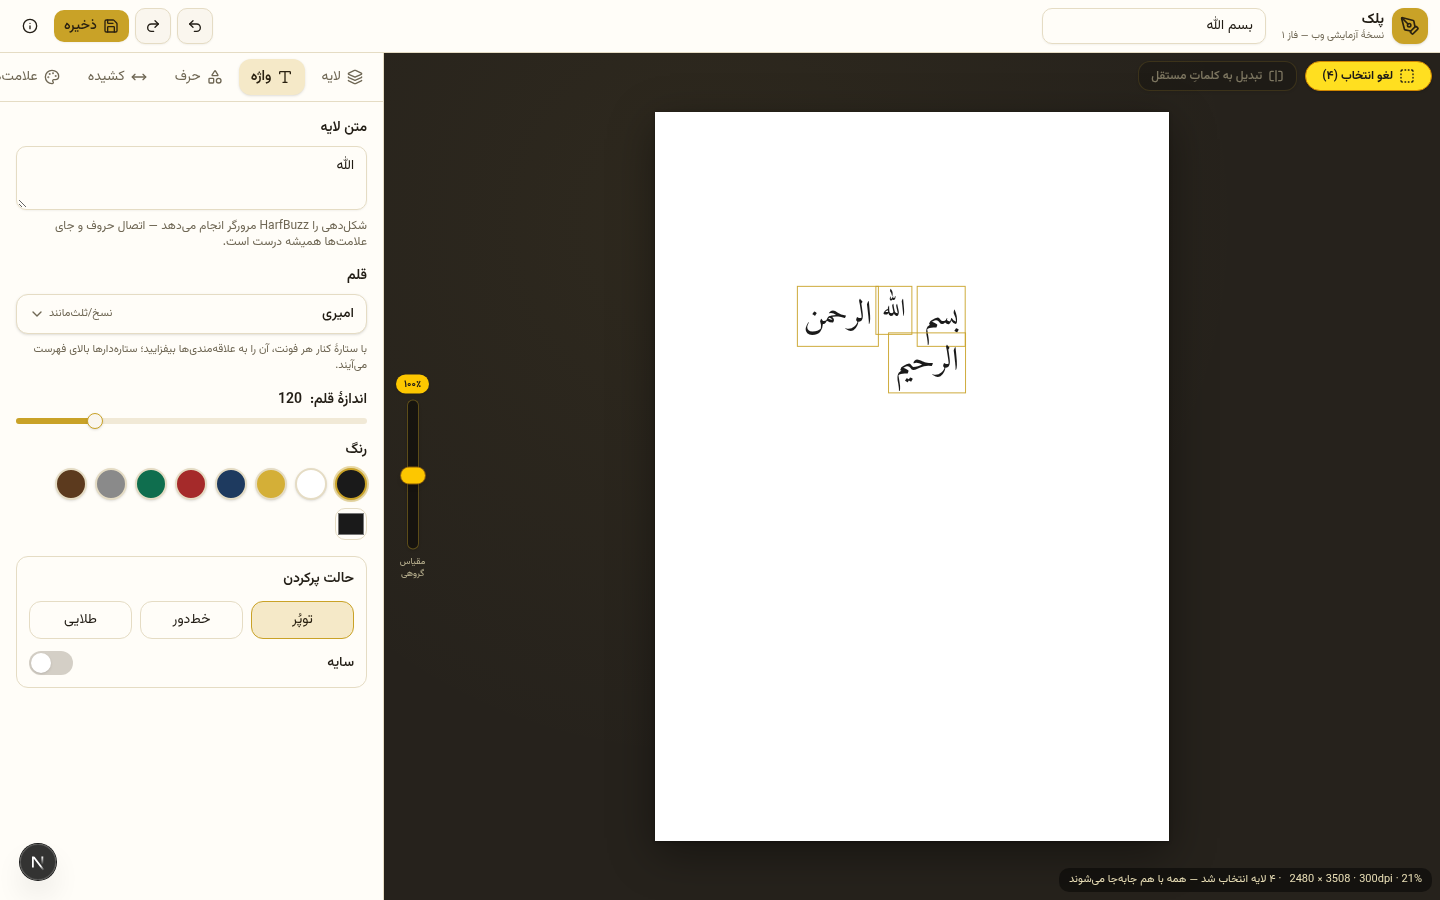 پلک
نسخهٔ آزمایشی وب — فاز ۱
بسم الله
ذخیره
لایه
واژه
حرف
کشیده
علامت‌
لغو انتخاب (۴)
تبدیل به کلماتِ مستقل
متن لایه
الله
شکل‌دهی را HarfBuzz مرورگر انجام می‌دهد — اتصال حروف و جای
علامت‌ها همیشه درست است.
قلم
امیری
نسخ/ثلث‌مانند
با ستارهٔ کنار هر فونت، آن را به علاقه‌مندی‌ها بیفزایید؛ ستاره‌دارها بالای فهرست
می‌آیند.
اندازهٔ قلم: 120
رنگ
حالت پرکردن
توپُر
خط‌دور
طلایی
سایه
۱۰۰٪
مقیاس
گروهی
بسم الله الرحمن
الرحیم
۴ لایه انتخاب شد — همه با هم جابه‌جا می‌شوند · 2480 × 3508 · 300dpi · 21%
N